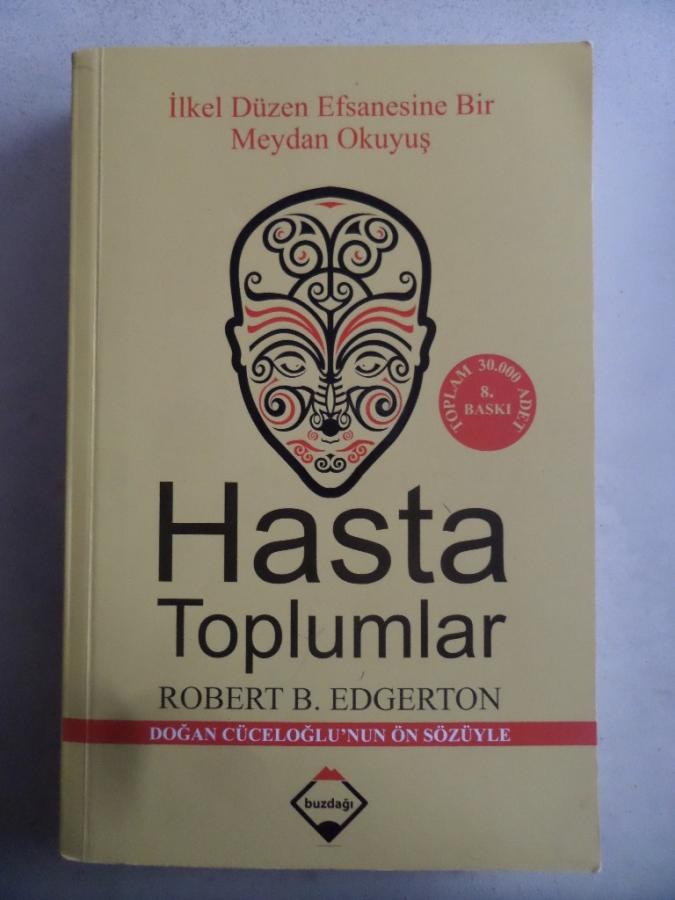 İlkel Düzen Efsanesine Bir
Meydan Okuyuş
TOPLAM 30.000 ADET
8.
BASKI
Hasta
Toplumlar
ROBERT B. EDGERTON
DOĞAN CÜCELOĞLU'NUN ÖN SÖZÜYLE
buzdağı